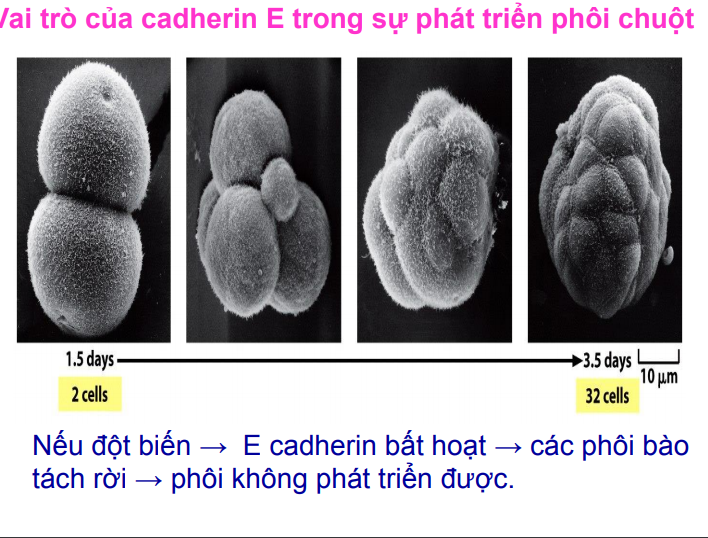 Vai trò của cadherin E trong sự phát triển phôi chuột
1.5 days
3.5 days
10 μm
2 cells
32 cells
Nếu đột biến → E cadherin bất hoạt → các phôi bào
tách rời → phôi không phát triển được.